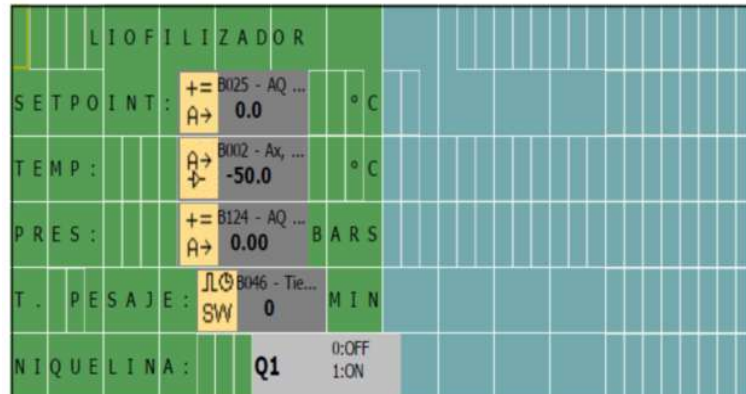 LIOFILIZADOR
SETPOINT: += A→ B025 - AQ ... 0.0 °C
TEMP: A→ B002 - Ax, ... -50.0 °C
PRES: += A→ B124 - AQ ... 0.00 BARS
T. PESAJE: SW B046 - Tie... 0 MIN
NIQUELINA: Q1 0:OFF
1:ON